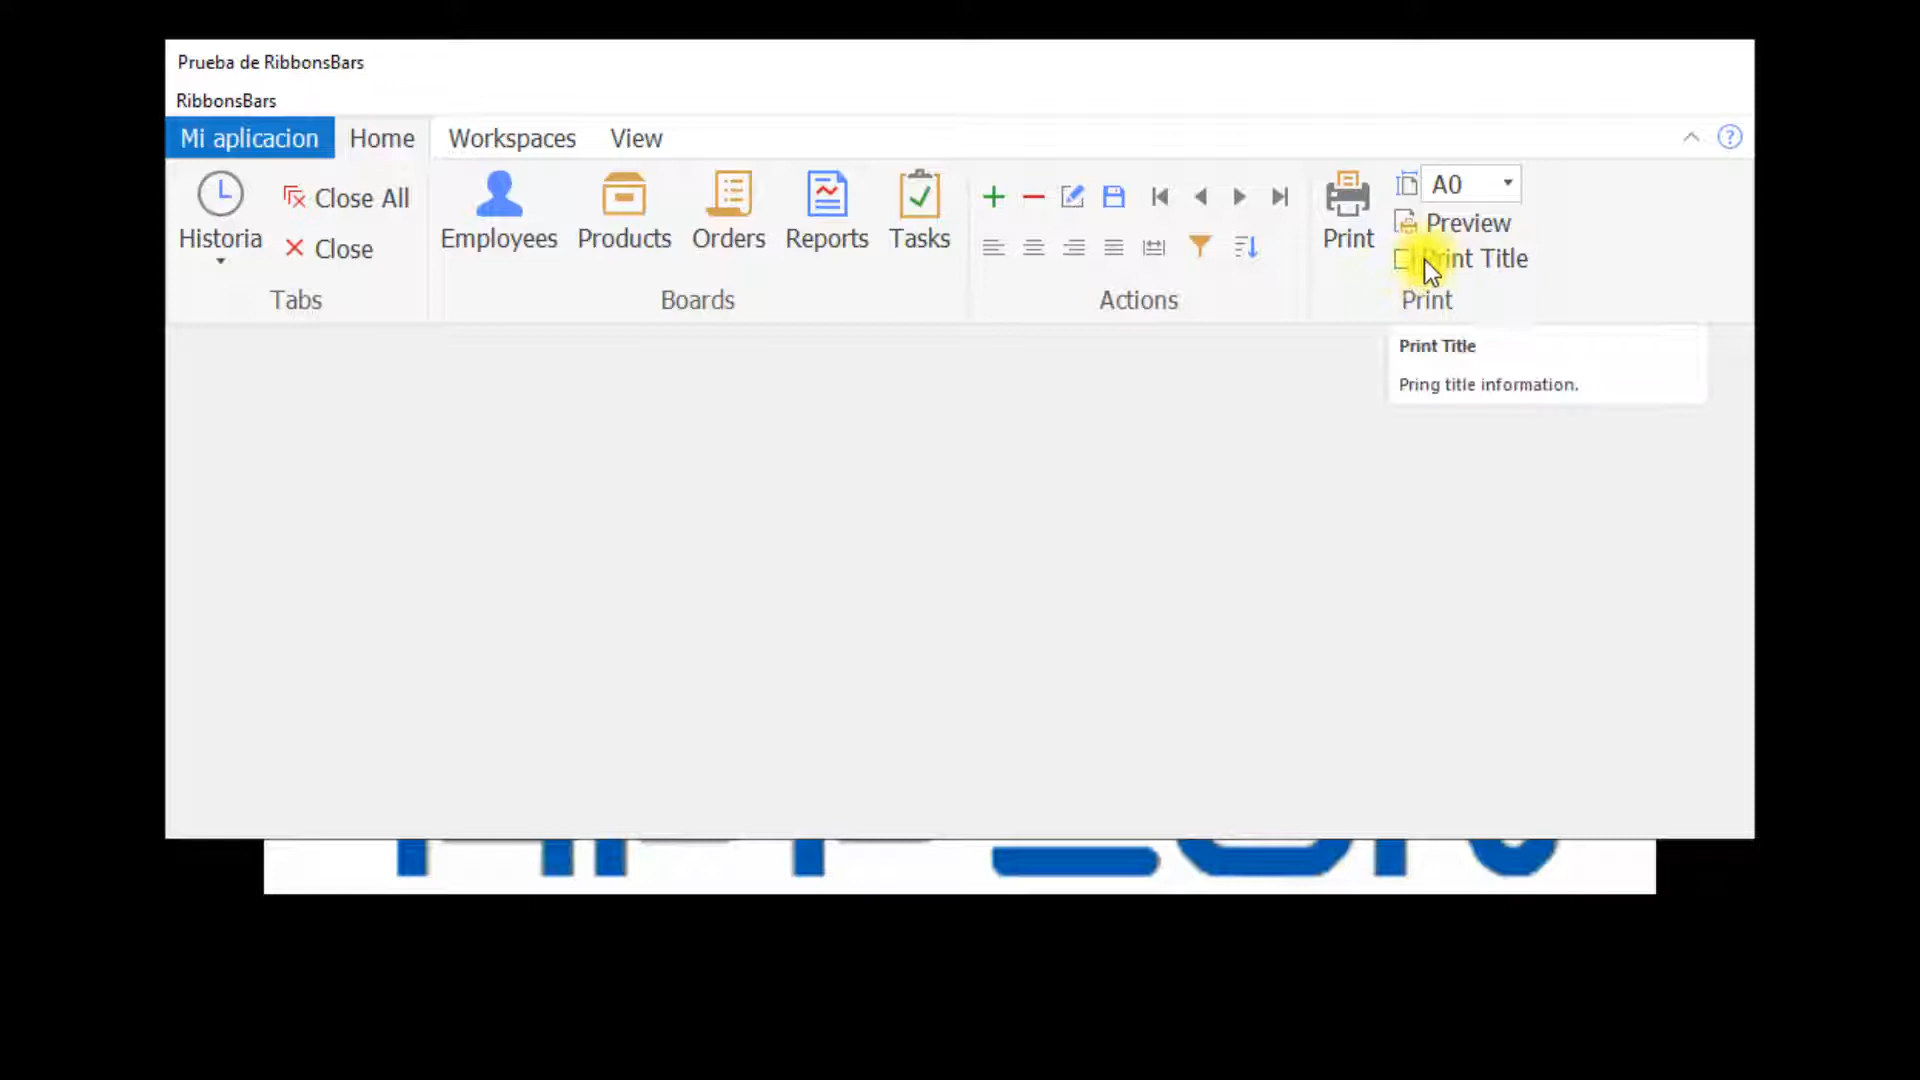 Prueba de RibbonsBars
RibbonsBars
Mi aplicacion Home Workspaces View
Historia Close All Close
Employees Products Orders Reports Tasks
Print A0
Preview
Print Title
Tabs Boards Actions Print
Print Title
Pring title information.